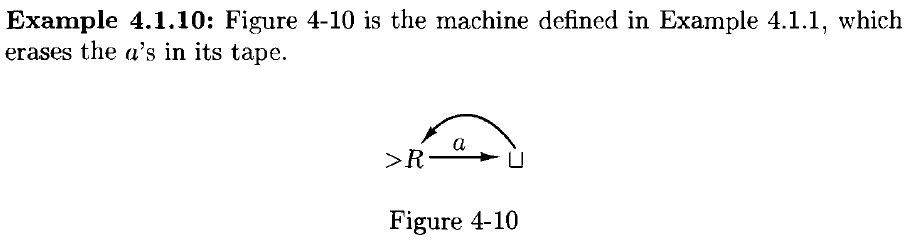 Example 4.1.10: Figure 4-10 is the machine defined in Example 4.1.1, which
erases the a's in its tape.
a
>R ⊔
Figure 4-10